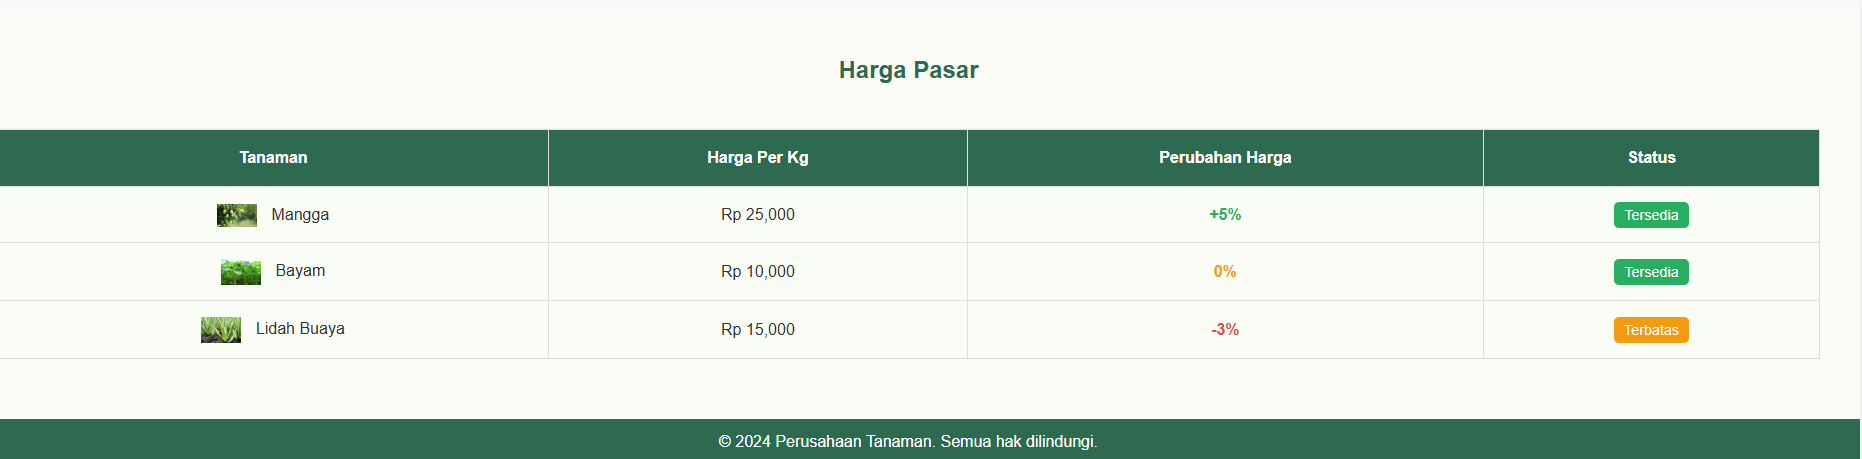 Harga Pasar
Tanaman Harga Per Kg Perubahan Harga Status
Mangga Rp 25,000 +5% Tersedia
Bayam Rp 10,000 0% Tersedia
Lidah Buaya Rp 15,000 -3% Terbatas
© 2024 Perusahaan Tanaman. Semua hak dilindungi.